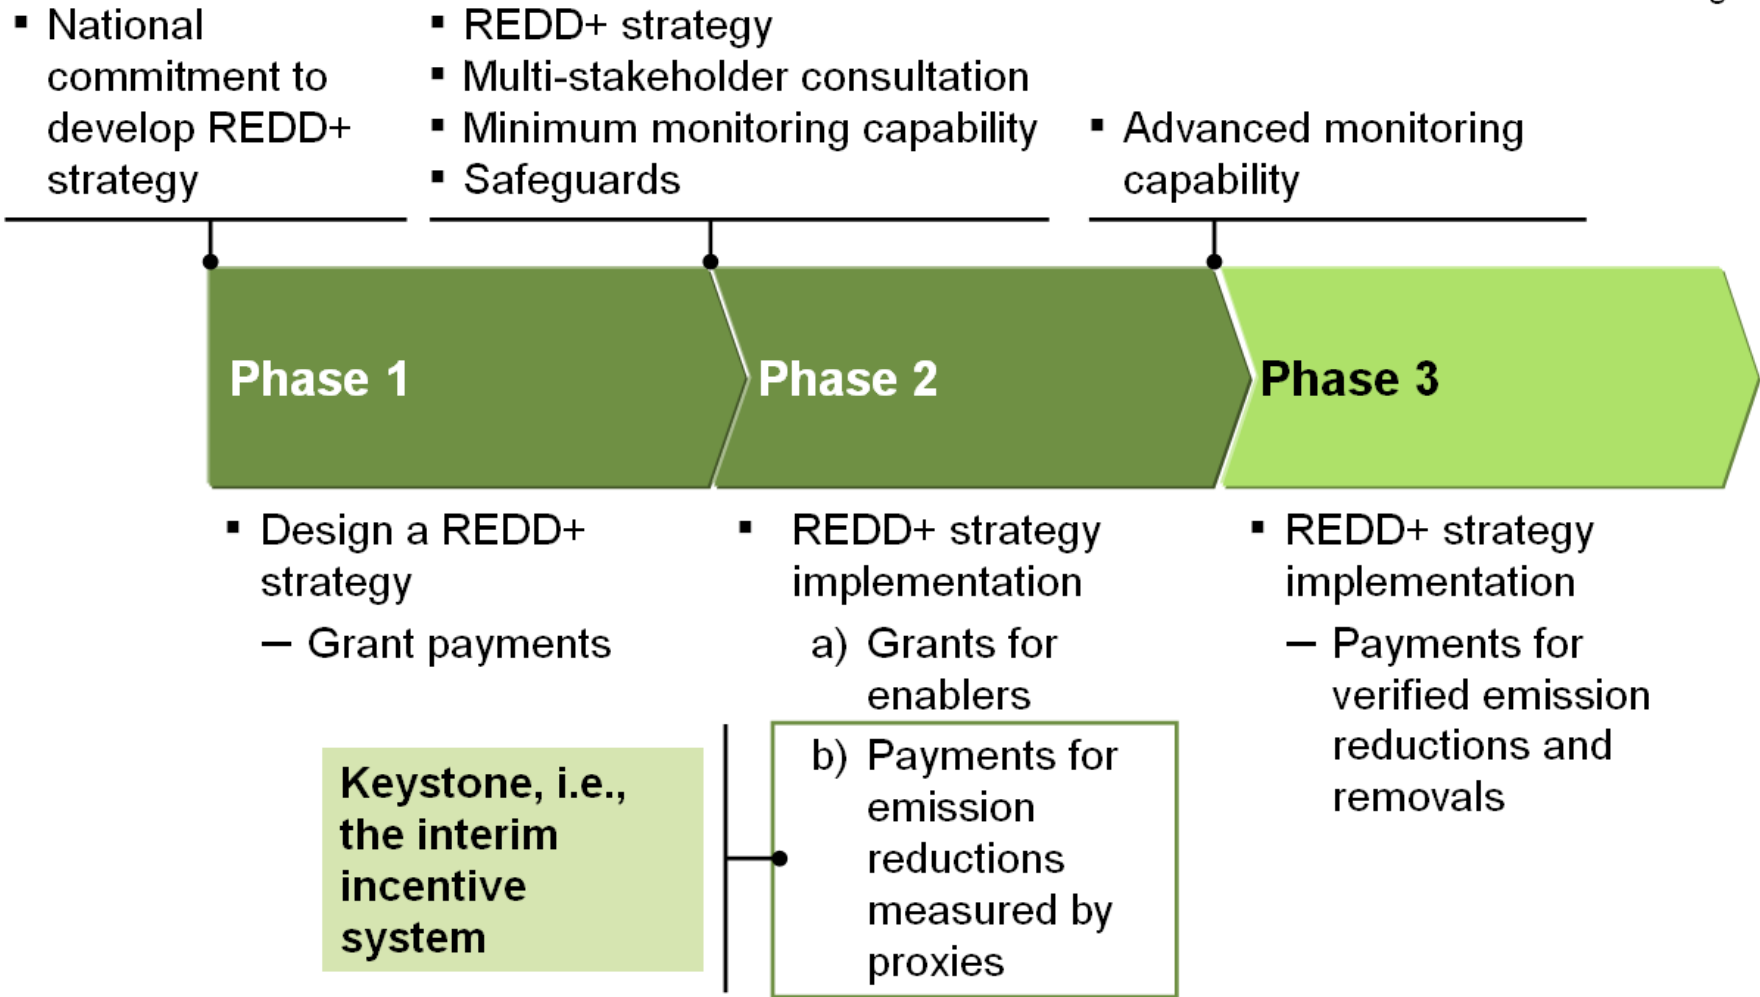 ▪ National
commitment to
develop REDD+
strategy
▪ REDD+ strategy
▪ Multi-stakeholder consultation
▪ Minimum monitoring capability
▪ Safeguards
▪ Advanced monitoring
capability
Phase 1
Phase 2
Phase 3
▪ Design a REDD+
strategy
– Grant payments
▪ REDD+ strategy
implementation
a) Grants for
enablers
b) Payments for
emission
reductions
measured by
proxies
▪ REDD+ strategy
implementation
– Payments for
verified emission
reductions and
removals
Keystone, i.e.,
the interim
incentive
system